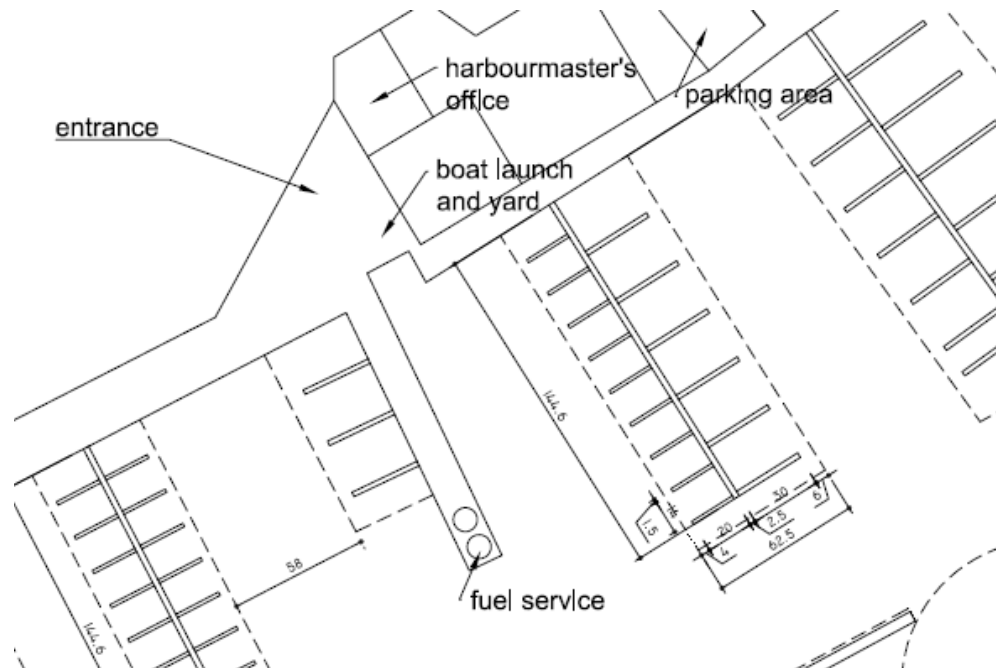 harbourmaster's
office
parking area
entrance
boat launch
and yard
144.6
58
144.6
1.5
20
4
2.5
30
6
62.5
fuel service